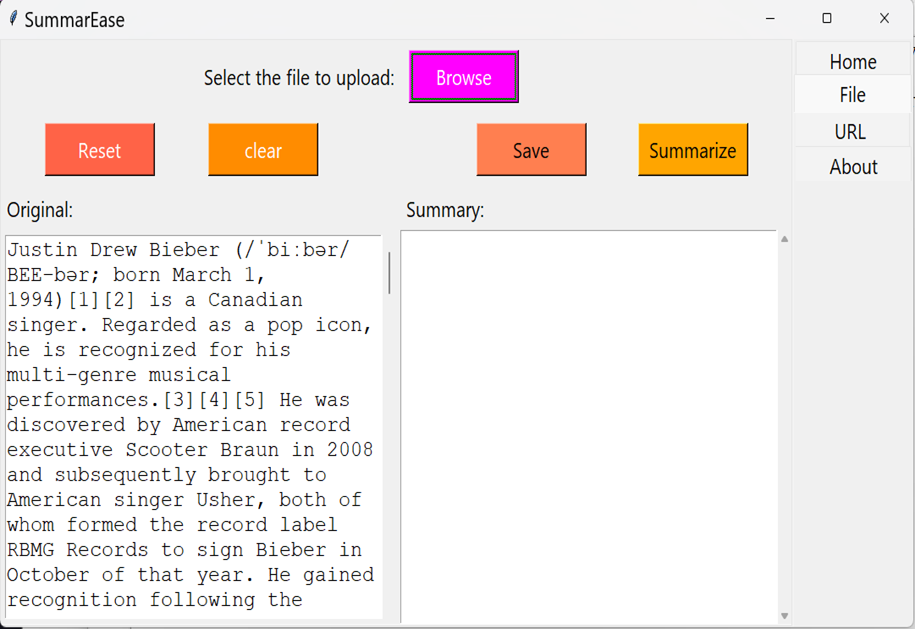 SummarEase
Select the file to upload: Browse
Reset clear Save Summarize
Home
File
URL
About
Original:
Justin Drew Bieber (/ˈbiːbər/
BEE-bər; born March 1,
1994)[1][2] is a Canadian
singer. Regarded as a pop icon,
he is recognized for his
multi-genre musical
performances.[3][4][5] He was
discovered by American record
executive Scooter Braun in 2008
and subsequently brought to
American singer Usher, both of
whom formed the record label
RBMG Records to sign Bieber in
October of that year. He gained
recognition following the
Summary: